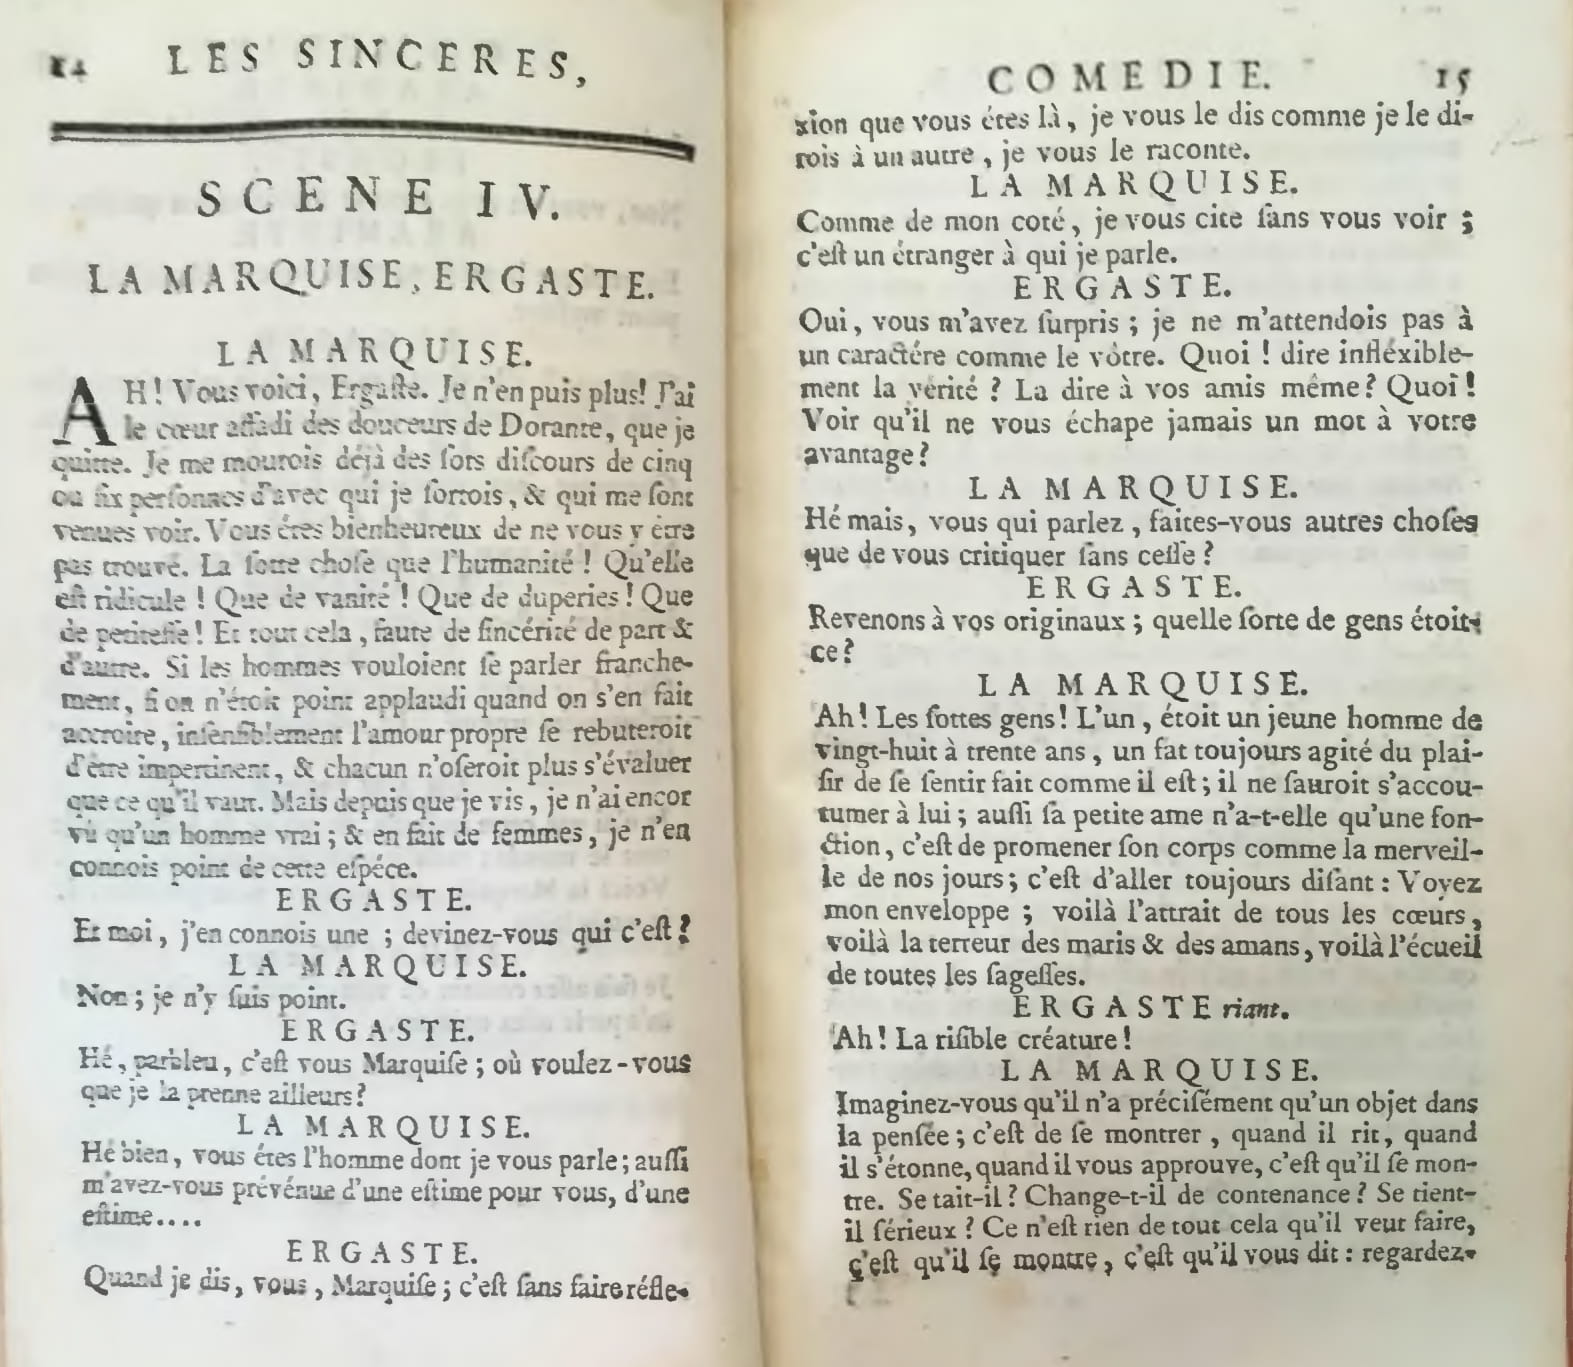 14 LES SINCERES,
SCENE IV.
LA MARQUISE, ERGASTE.
LA MARQUISE.
AH! Vous voici, Ergaſte. Je n'en puis plus! J'ai
le cœur affadi des douceurs de Dorante, que je
quitte. Je me mourois déjà des ſots diſcours de cinq
ou ſix perſonnes d'avec qui je ſortois, & qui me ſont
venues voir. Vous étes bienheureux de ne vous y être
pas trouvé. La ſotte choſe que l'humanité ! Qu'elle
eſt ridicule ! Que de vanité ! Que de duperies ! Que
de petiteſſe ! Et tout cela, faute de ſincérité de part &
d'autre. Si les hommes vouloient ſe parler franche-
ment, ſi on n'étoit point applaudi quand on s'en fait
accroire, inſenſiblement l'amour propre ſe rebuteroit
d'être impertinent, & chacun n'oſeroit plus s'évaluer
que ce qu'il vaut. Mais depuis que je vis, je n'ai encor
vû qu'un homme vrai ; & en fait de femmes, je n'en
connois point de cette eſpéce.
ERGASTE.
Et moi, j'en connois une ; devinez-vous qui c'eſt ?
LA MARQUISE.
Non ; je n'y ſuis point.
ERGASTE.
Hé, parbleu, c'eſt vous Marquiſe ; où voulez-vous
que je la prenne ailleurs ?
LA MARQUISE.
Hé bien, vous étes l'homme dont je vous parle ; auſſi
m'avez-vous prévénue d'une eſtime pour vous, d'une
eſtime....
ERGASTE.
Quand je dis, vous, Marquiſe ; c'eſt ſans faire réfle-
COMEDIE. 15
xion que vous étes là, je vous le dis comme je le di-
rois à un autre, je vous le raconte.
LA MARQUISE.
Comme de mon coté, je vous cite ſans vous voir ;
c'eſt un étranger à qui je parle.
ERGASTE.
Oui, vous m'avez ſurpris ; je ne m'attendois pas à
un caractére comme le vôtre. Quoi ! dire infléxible-
ment la vérité ? La dire à vos amis même ? Quoi !
Voir qu'il ne vous échape jamais un mot à votre
avantage ?
LA MARQUISE.
Hé mais, vous qui parlez, faites-vous autres choſes
que de vous critiquer ſans ceſſe ?
ERGASTE.
Revenons à vos originaux ; quelle ſorte de gens étoit-
ce ?
LA MARQUISE.
Ah ! Les ſottes gens ! L'un, étoit un jeune homme de
vingt-huit à trente ans, un fat toujours agité du plai-
ſir de ſe ſentir fait comme il eſt ; il ne ſauroit s'accou-
tumer à lui ; auſſi ſa petite ame n'a-t-elle qu'une fon-
ction, c'eſt de promener ſon corps comme la merveil-
le de nos jours ; c'eſt d'aller toujours diſant : Voyez
mon enveloppe ; voilà l'attrait de tous les cœurs,
voilà la terreur des maris & des amans, voilà l'écueil
de toutes les ſageſſes.
ERGASTE riant.
Ah ! La riſible créature !
LA MARQUISE.
Imaginez-vous qu'il n'a préciſément qu'un objet dans
la penſée ; c'eſt de ſe montrer, quand il rit, quand
il s'étonne, quand il vous approuve, c'eſt qu'il ſe mon-
tre. Se tait-il ? Change-t-il de contenance ? Se tient-
il ſérieux ? Ce n'eſt rien de tout cela qu'il veut faire,
c'eſt qu'il ſe montre, c'eſt qu'il vous dit : regardez-